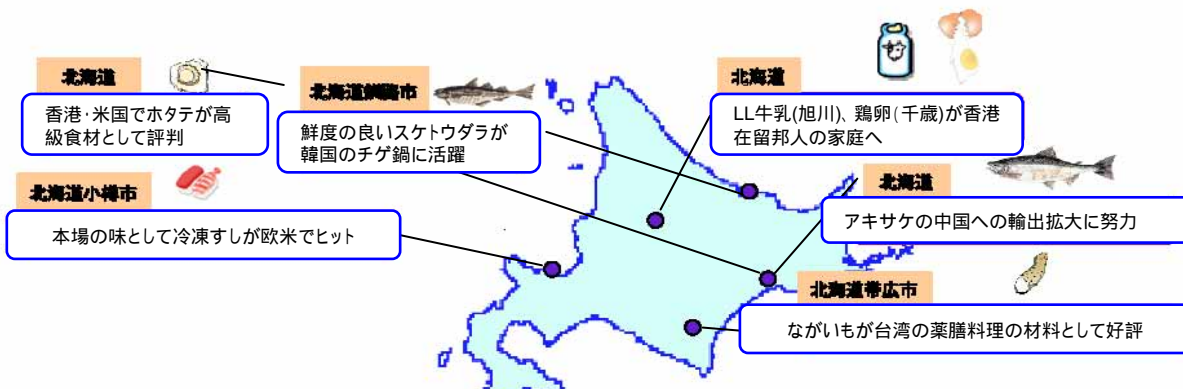 北海道
香港･米国でホタテが高
級食材として評判
北海道釧路市
鮮度の良いスケトウダラが
韓国のチゲ鍋に活躍
北海道
LL牛乳(旭川)、鶏卵(千歳)が香港
在留邦人の家庭へ
北海道小樽市
本場の味として冷凍すしが欧米でヒット
北海道
アキサケの中国への輸出拡大に努力
北海道帯広市
ながいもが台湾の薬膳料理の材料として好評